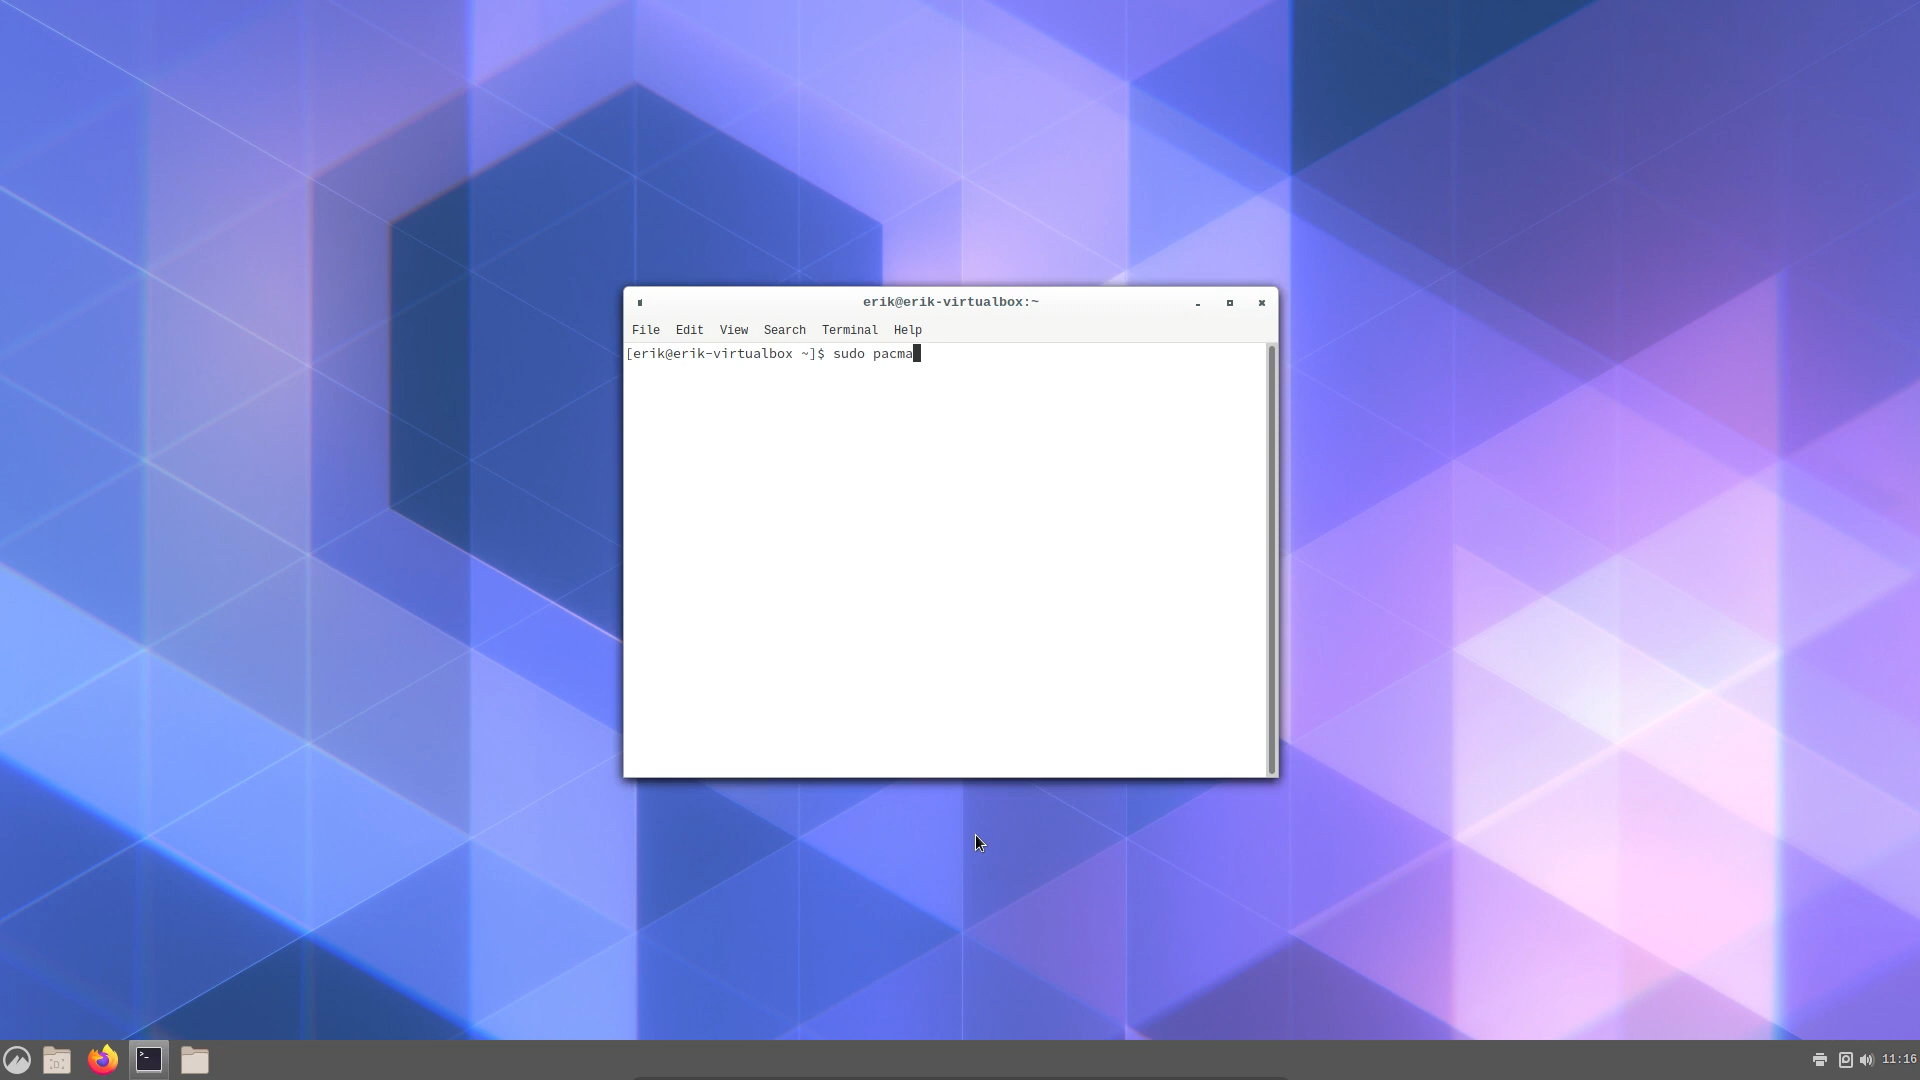 erik@erik-virtualbox:~
File Edit View Search Terminal Help
[erik@erik-virtualbox ~]$ sudo pacma
11:16